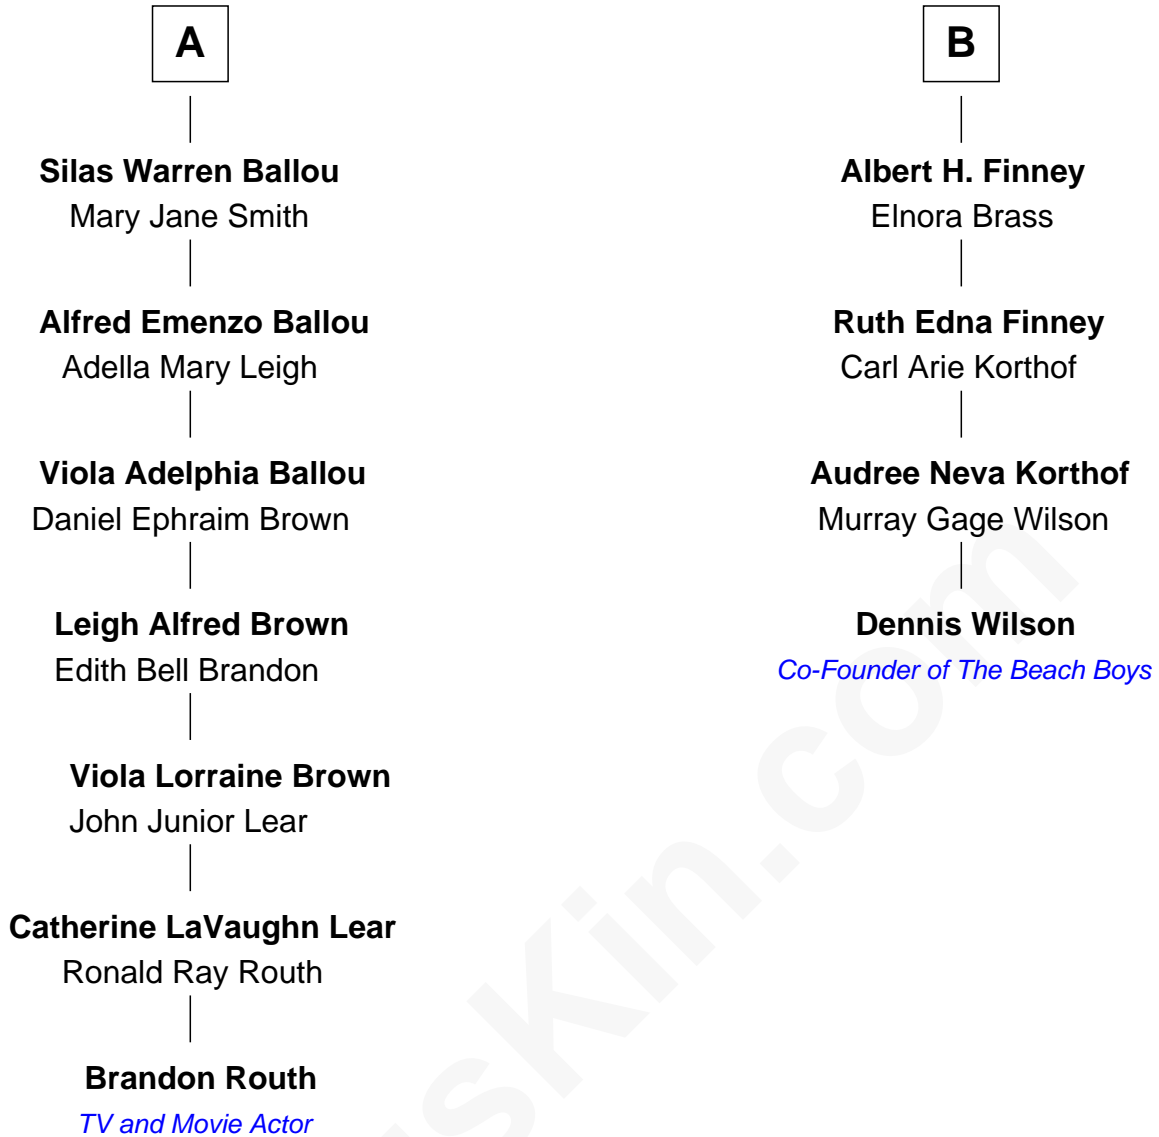 A
Silas Warren Ballou
Mary Jane Smith
Alfred Emenzo Ballou
Adella Mary Leigh
Viola Adelphia Ballou
Daniel Ephraim Brown
Leigh Alfred Brown
Edith Bell Brandon
Viola Lorraine Brown
John Junior Lear
Catherine LaVaughn Lear
Ronald Ray Routh
Brandon Routh
TV and Movie Actor
B
Albert H. Finney
Elnora Brass
Ruth Edna Finney
Carl Arie Korthof
Audree Neva Korthof
Murray Gage Wilson
Dennis Wilson
Co-Founder of The Beach Boys
sKin.com